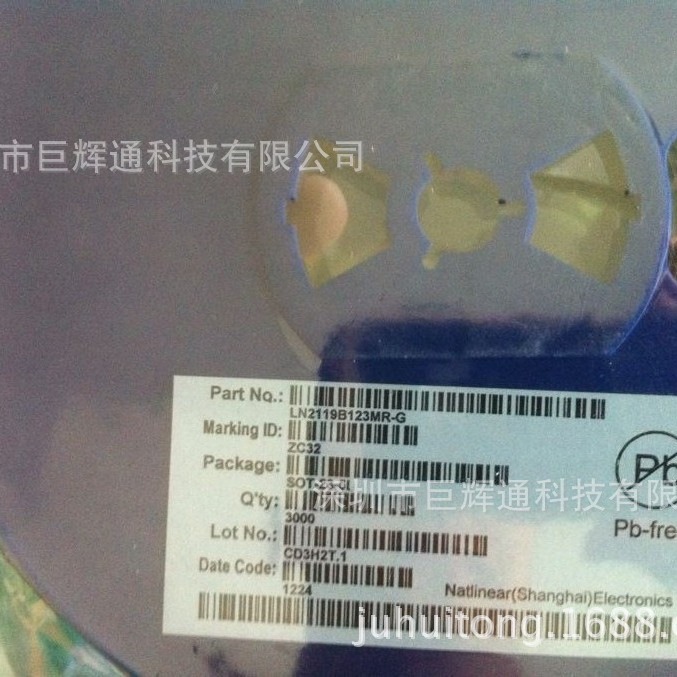 市巨辉通科技有限公司
Part No.:
LN2119B123MR-G
Marking ID:
ZC32
Package:
Pb
深圳市巨辉通科技有限
Q'ty:
3000
Pb-fre
Lot No.:
CD3H2T.1
Date Code:
1224
Natlinear(Shanghai)Electronics
juhuitong.1688.c